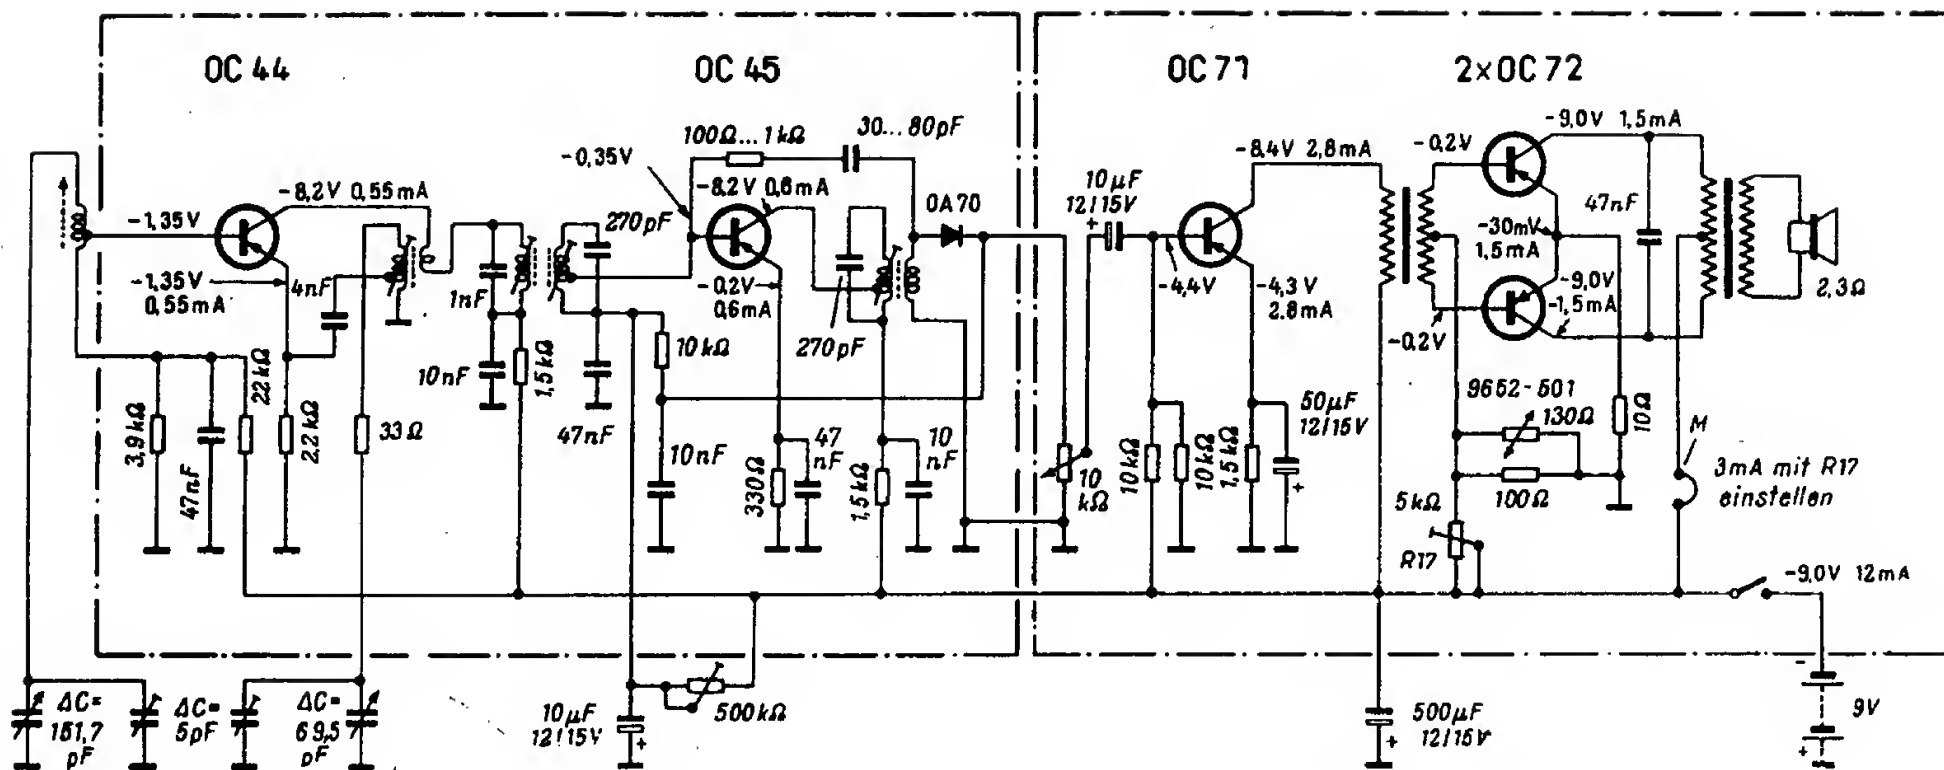 OC 44
OC 45
OC 71
2×OC 72
100Ω...1kΩ
30...80pF
-0,35V
-8,2V 0,55mA
-1,35V
-1,35V
0,55mA
4nF
1nF
270pF
-8,2V 0,6mA
0A70
-0,2V
0,6mA
270pF
10µF
12/15V
-8,4V 2,8mA
-4,4V
-4,3V
2.8mA
-9,0V 1,5mA
-0,2V
-30mV
1,5mA
47nF
-9,0V
-1,5mA
-0,2V
2,3Ω
3,9kΩ
47nF
22kΩ
2,2kΩ
33Ω
10nF
1,5kΩ
47nF
10kΩ
10nF
330Ω
47
nF
1,5kΩ
10
nF
10
kΩ
10kΩ
10kΩ
1,5kΩ
50µF
12/15V
9652-501
130Ω
100Ω
10Ω
5kΩ
R17
M
3mA mit R17
einstellen
-9,0V 12mA
ΔC=
151,7
pF
ΔC=
5pF
ΔC=
69,5
pF
10µF
12/15V
+
500kΩ
500µF
12/15V
+
-
9V
+